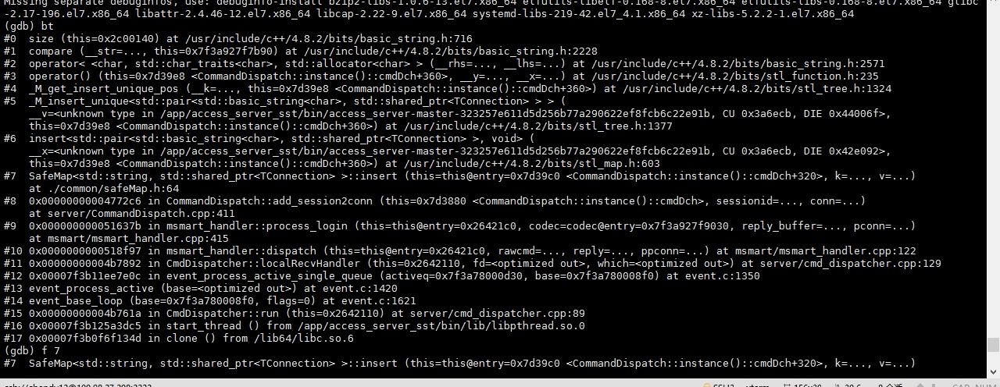 Missing separate debuginfos, use: debuginfo-install bzip2-libs-1.0.6-13.el7.x86_64 elfutils-libelf-0.168-8.el7.x86_64 elfutils-libs-0.168-8.el7.x86_64 glibc
-2.17-196.el7.x86_64 libattr-2.4.46-12.el7.x86_64 libcap-2.22-9.el7.x86_64 systemd-libs-219-42.el7_4.1.x86_64 xz-libs-5.2.2-1.el7.x86_64
(gdb) bt
#0  size (this=0x2c00140) at /usr/include/c++/4.8.2/bits/basic_string.h:716
#1  compare (__str=..., this=0x7f3a927f7b90) at /usr/include/c++/4.8.2/bits/basic_string.h:2228
#2  operator< <char, std::char_traits<char>, std::allocator<char> > (__rhs=..., __lhs=...) at /usr/include/c++/4.8.2/bits/basic_string.h:2571
#3  operator() (this=0x7d39e8 <CommandDispatch::instance()::cmdDch+360>, __y=..., __x=...) at /usr/include/c++/4.8.2/bits/stl_function.h:235
#4  _M_get_insert_unique_pos (__k=..., this=0x7d39e8 <CommandDispatch::instance()::cmdDch+360>) at /usr/include/c++/4.8.2/bits/stl_tree.h:1324
#5  _M_insert_unique<std::pair<std::basic_string<char>, std::shared_ptr<TConnection> > > (
__v=<unknown type in /app/access_server_sst/bin/access_server-master-323257e611d5d256b77a290622ef8fcb6c22e91b, CU 0x3a6ecb, DIE 0x44006f>,
this=0x7d39e8 <CommandDispatch::instance()::cmdDch+360>) at /usr/include/c++/4.8.2/bits/stl_tree.h:1377
#6  insert<std::pair<std::basic_string<char>, std::shared_ptr<TConnection> >, void> (
__x=<unknown type in /app/access_server_sst/bin/access_server-master-323257e611d5d256b77a290622ef8fcb6c22e91b, CU 0x3a6ecb, DIE 0x42e092>,
this=0x7d39e8 <CommandDispatch::instance()::cmdDch+360>) at /usr/include/c++/4.8.2/bits/stl_map.h:603
#7  SafeMap<std::string, std::shared_ptr<TConnection> >::insert (this=this@entry=0x7d39c0 <CommandDispatch::instance()::cmdDch+320>, k=..., v=...)
at ./common/safeMap.h:64
#8  0x00000000004772c6 in CommandDispatch::add_session2conn (this=0x7d3880 <CommandDispatch::instance()::cmdDch>, sessionid=..., conn=...)
at server/CommandDispatch.cpp:411
#9  0x000000000051637b in msmart_handler::process_login (this=this@entry=0x26421c0, codec=codec@entry=0x7f3a927f9030, reply_buffer=..., pconn=...)
at msmart/msmart_handler.cpp:415
#10 0x0000000000518f97 in msmart_handler::dispatch (this=this@entry=0x26421c0, rawcmd=..., reply=..., ppconn=...) at msmart/msmart_handler.cpp:122
#11 0x00000000004b7892 in CmdDispatcher::localRecvHandler (this=0x2642110, fd=<optimized out>, which=<optimized out>) at server/cmd_dispatcher.cpp:129
#12 0x00007f3b11ee7e0c in event_process_active_single_queue (activeq=0x7f3a78000d30, base=0x7f3a780008f0) at event.c:1350
#13 event_process_active (base=<optimized out>) at event.c:1420
#14 event_base_loop (base=0x7f3a780008f0, flags=0) at event.c:1621
#15 0x00000000004b761a in CmdDispatcher::run (this=0x2642110) at server/cmd_dispatcher.cpp:89
#16 0x00007f3b125a3dc5 in start_thread () from /app/access_server_sst/bin/lib/libpthread.so.0
#17 0x00007f3b0f6f134d in clone () from /lib64/libc.so.6
(gdb) f 7
#7  SafeMap<std::string, std::shared_ptr<TConnection> >::insert (this=this@entry=0x7d39c0 <CommandDispatch::instance()::cmdDch+320>, k=..., v=...)